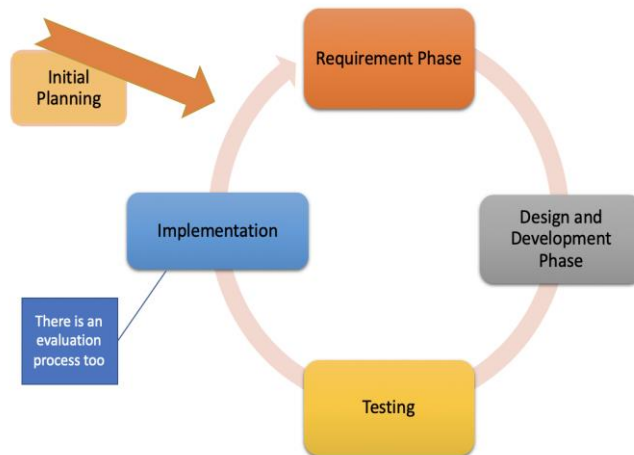 Requirement Phase
Initial
Planning
Implementation
Design and
Development
Phase
There is an
evaluation
process too
Testing